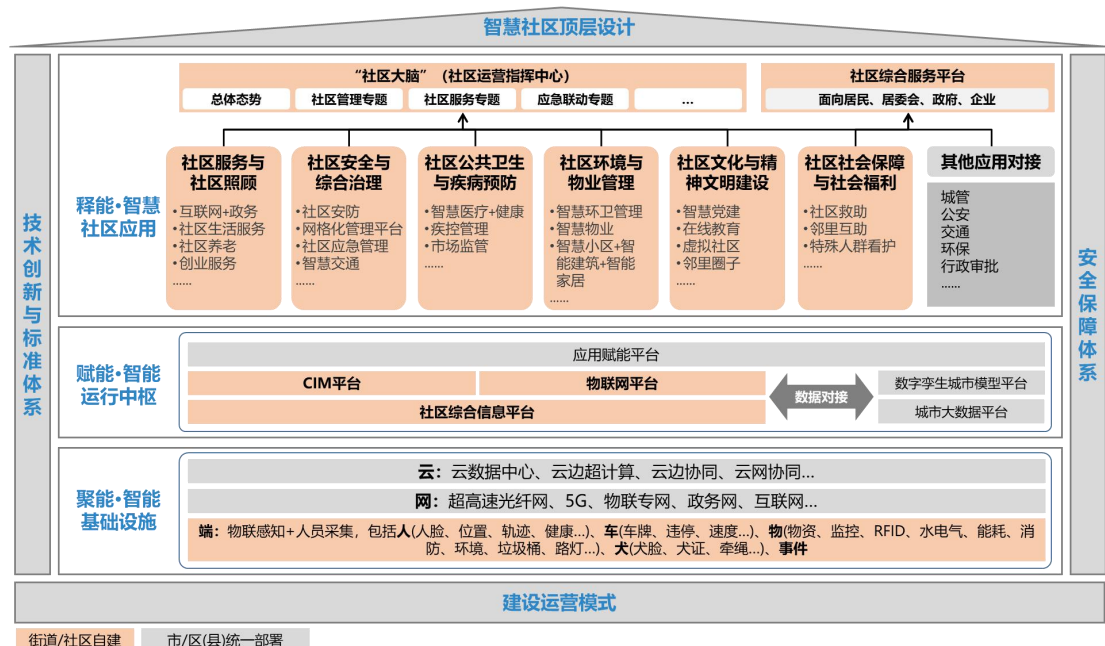 智慧社区顶层设计
技术创新与标准体系
释能·智慧
社区应用
“社区大脑”（社区运营指挥中心）
总体态势
社区管理专题
社区服务专题
应急联动专题
...
社区综合服务平台
面向居民、居委会、政府、企业
社区服务与
社区照顾
•互联网+政务
•社区生活服务
•社区养老
•创业服务
......
社区安全与
综合治理
•社区安防
•网格化管理平台
•社区应急管理
•智慧交通
......
社区公共卫生
与疾病预防
•智慧医疗+健康
•疾控管理
•市场监管
......
社区环境与
物业管理
•智慧环卫管理
•智慧物业
•智慧小区+智
能建筑+智能
家居
......
社区文化与精
神文明建设
•智慧党建
•在线教育
•虚拟社区
•邻里圈子
......
社区社会保障
与社会福利
•社区救助
•邻里互助
•特殊人群看护
......
其他应用对接
城管
公安
交通
环保
行政审批
......
赋能·智能
运行中枢
应用赋能平台
CIM平台
物联网平台
社区综合信息平台
数据对接
数字孪生城市模型平台
城市大数据平台
聚能·智能
基础设施
云：云数据中心、云边超计算、云边协同、云网协同...
网：超高速光纤网、5G、物联专网、政务网、互联网...
端：物联感知+人员采集，包括人(人脸、位置、轨迹、健康...)、车(车牌、违停、速度...)、物(物资、监控、RFID、水电气、能耗、消
防、环境、垃圾桶、路灯...)、犬(犬脸、犬证、牵绳...)、事件
安全保障体系
建设运营模式
街道/社区自建
市/区(县)统一部署